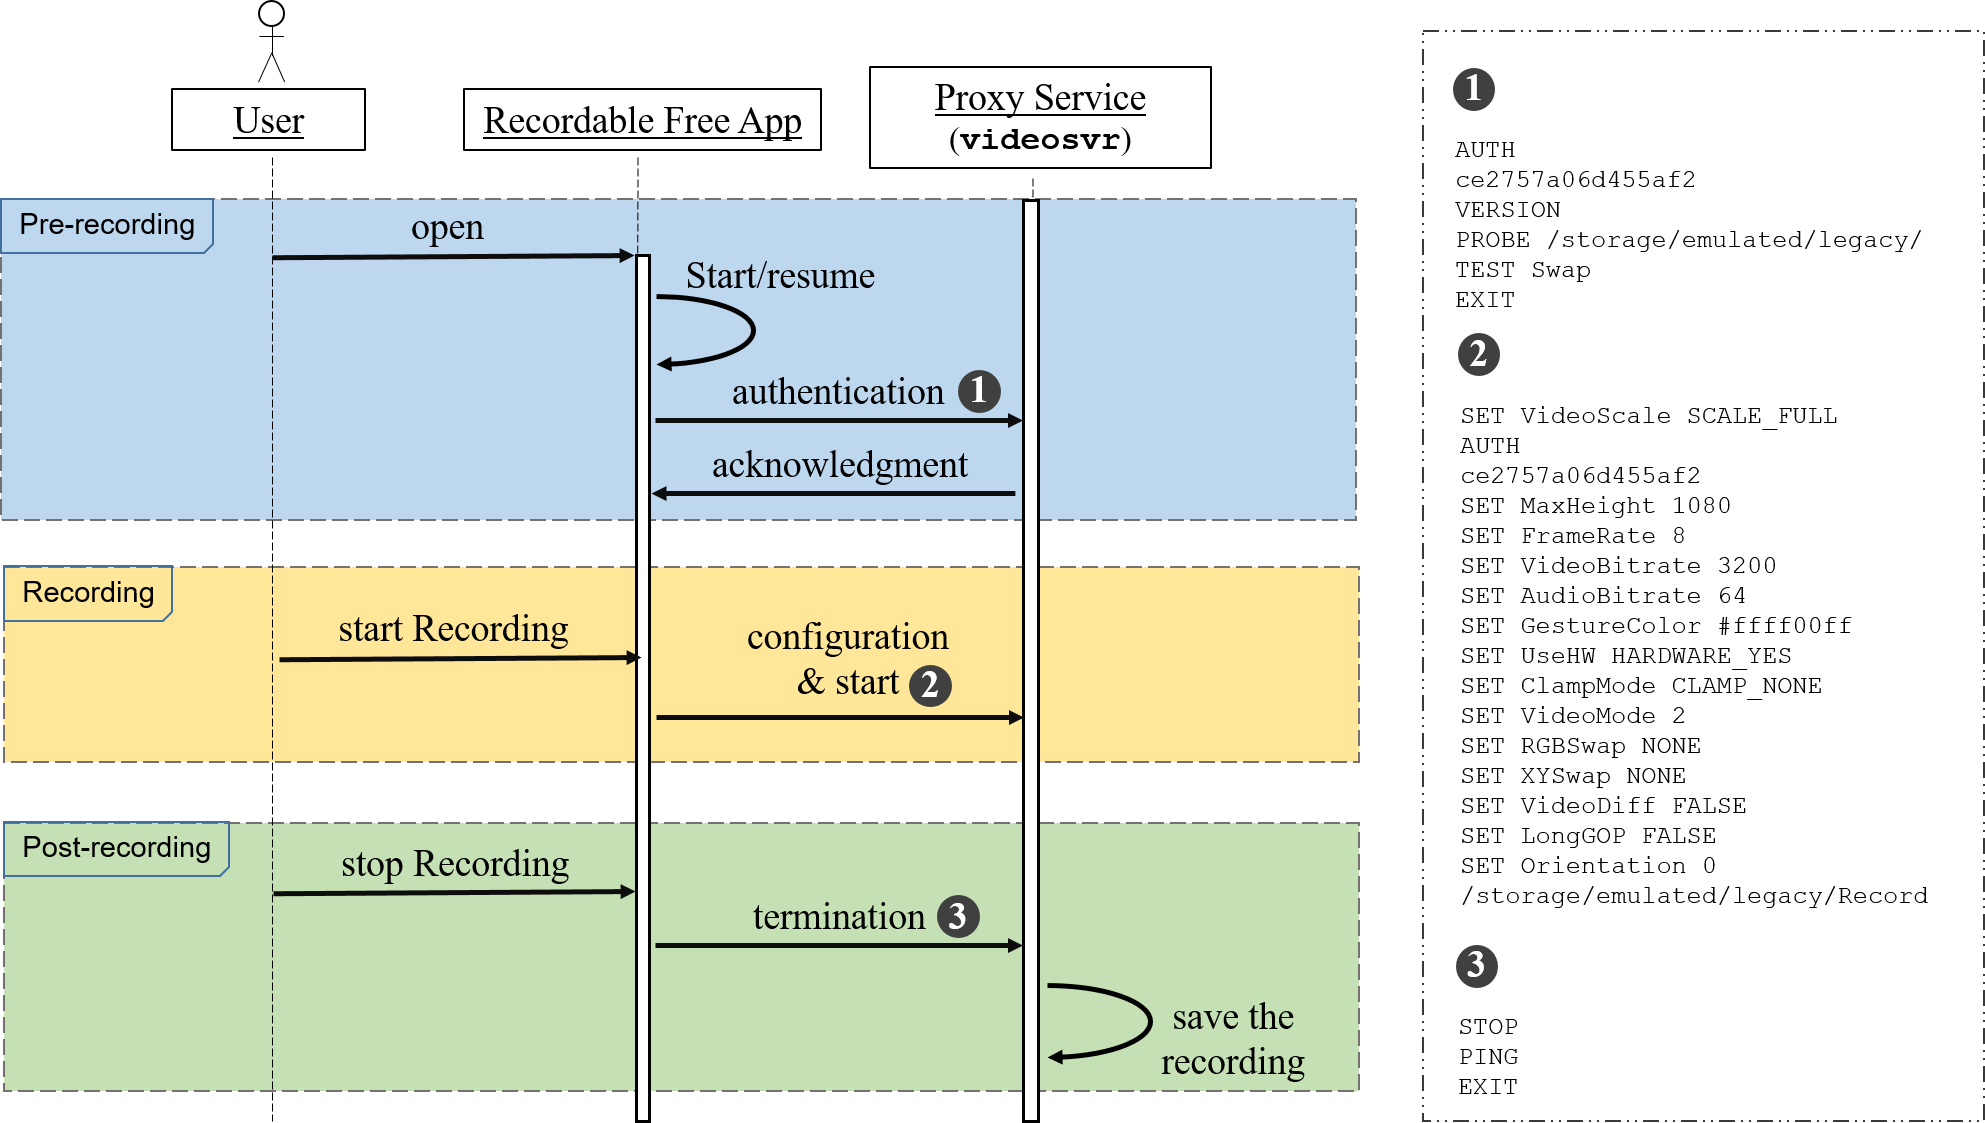 User
Recordable Free App
Proxy Service
(videosvr)
Pre-recording
open
Start/resume
authentication 1
acknowledgment
Recording
start Recording
configuration
& start 2
Post-recording
stop Recording
termination 3
save the
recording
1
AUTH
ce2757a06d455af2
VERSION
PROBE /storage/emulated/legacy/
TEST Swap
EXIT
2
SET VideoScale SCALE_FULL
AUTH
ce2757a06d455af2
SET MaxHeight 1080
SET FrameRate 8
SET VideoBitrate 3200
SET AudioBitrate 64
SET GestureColor #ffff00ff
SET UseHW HARDWARE_YES
SET ClampMode CLAMP_NONE
SET VideoMode 2
SET RGBSwap NONE
SET XYSwap NONE
SET VideoDiff FALSE
SET LongGOP FALSE
SET Orientation 0
/storage/emulated/legacy/Record
3
STOP
PING
EXIT